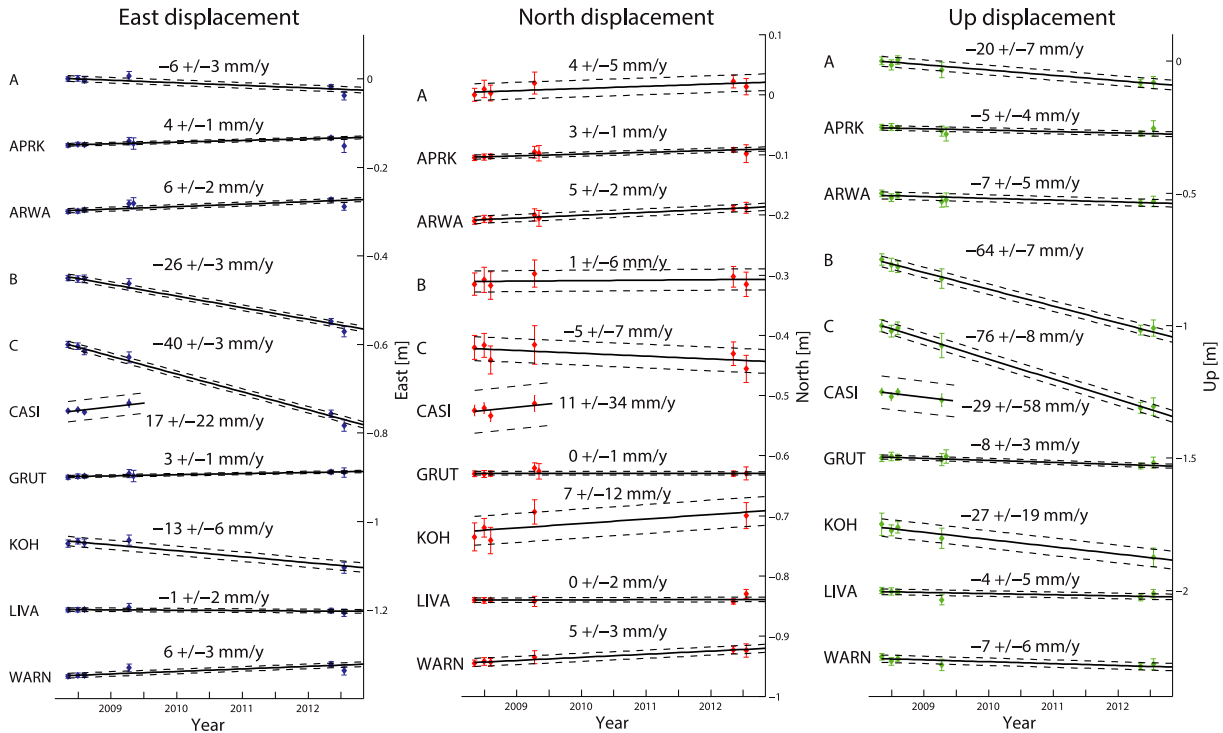 East displacement
A
−6 +/−3 mm/y
APRK
4 +/−1 mm/y
ARWA
6 +/−2 mm/y
B
−26 +/−3 mm/y
C
−40 +/−3 mm/y
CASI
17 +/−22 mm/y
GRUT
3 +/−1 mm/y
KOH
−13 +/−6 mm/y
LIVA
−1 +/−2 mm/y
WARN
6 +/−3 mm/y
0
−0.2
−0.4
−0.6
−0.8
−1
−1.2
East [m]
2009 2010 2011 2012
Year
North displacement
A
4 +/−5 mm/y
APRK
3 +/−1 mm/y
ARWA
5 +/−2 mm/y
B
1 +/−6 mm/y
C
−5 +/−7 mm/y
CASI
11 +/−34 mm/y
GRUT
0 +/−1 mm/y
KOH
7 +/−12 mm/y
LIVA
0 +/−2 mm/y
WARN
5 +/−3 mm/y
0.1
0
−0.1
−0.2
−0.3
−0.4
−0.5
−0.6
−0.7
−0.8
−0.9
−1
North [m]
2009 2010 2011 2012
Year
Up displacement
A
−20 +/−7 mm/y
APRK
−5 +/−4 mm/y
ARWA
−7 +/−5 mm/y
B
−64 +/−7 mm/y
C
−76 +/−8 mm/y
CASI
−29 +/−58 mm/y
GRUT
−8 +/−3 mm/y
KOH
−27 +/−19 mm/y
LIVA
−4 +/−5 mm/y
WARN
−7 +/−6 mm/y
0
−0.5
−1
−1.5
−2
Up [m]
2009 2010 2011 2012
Year